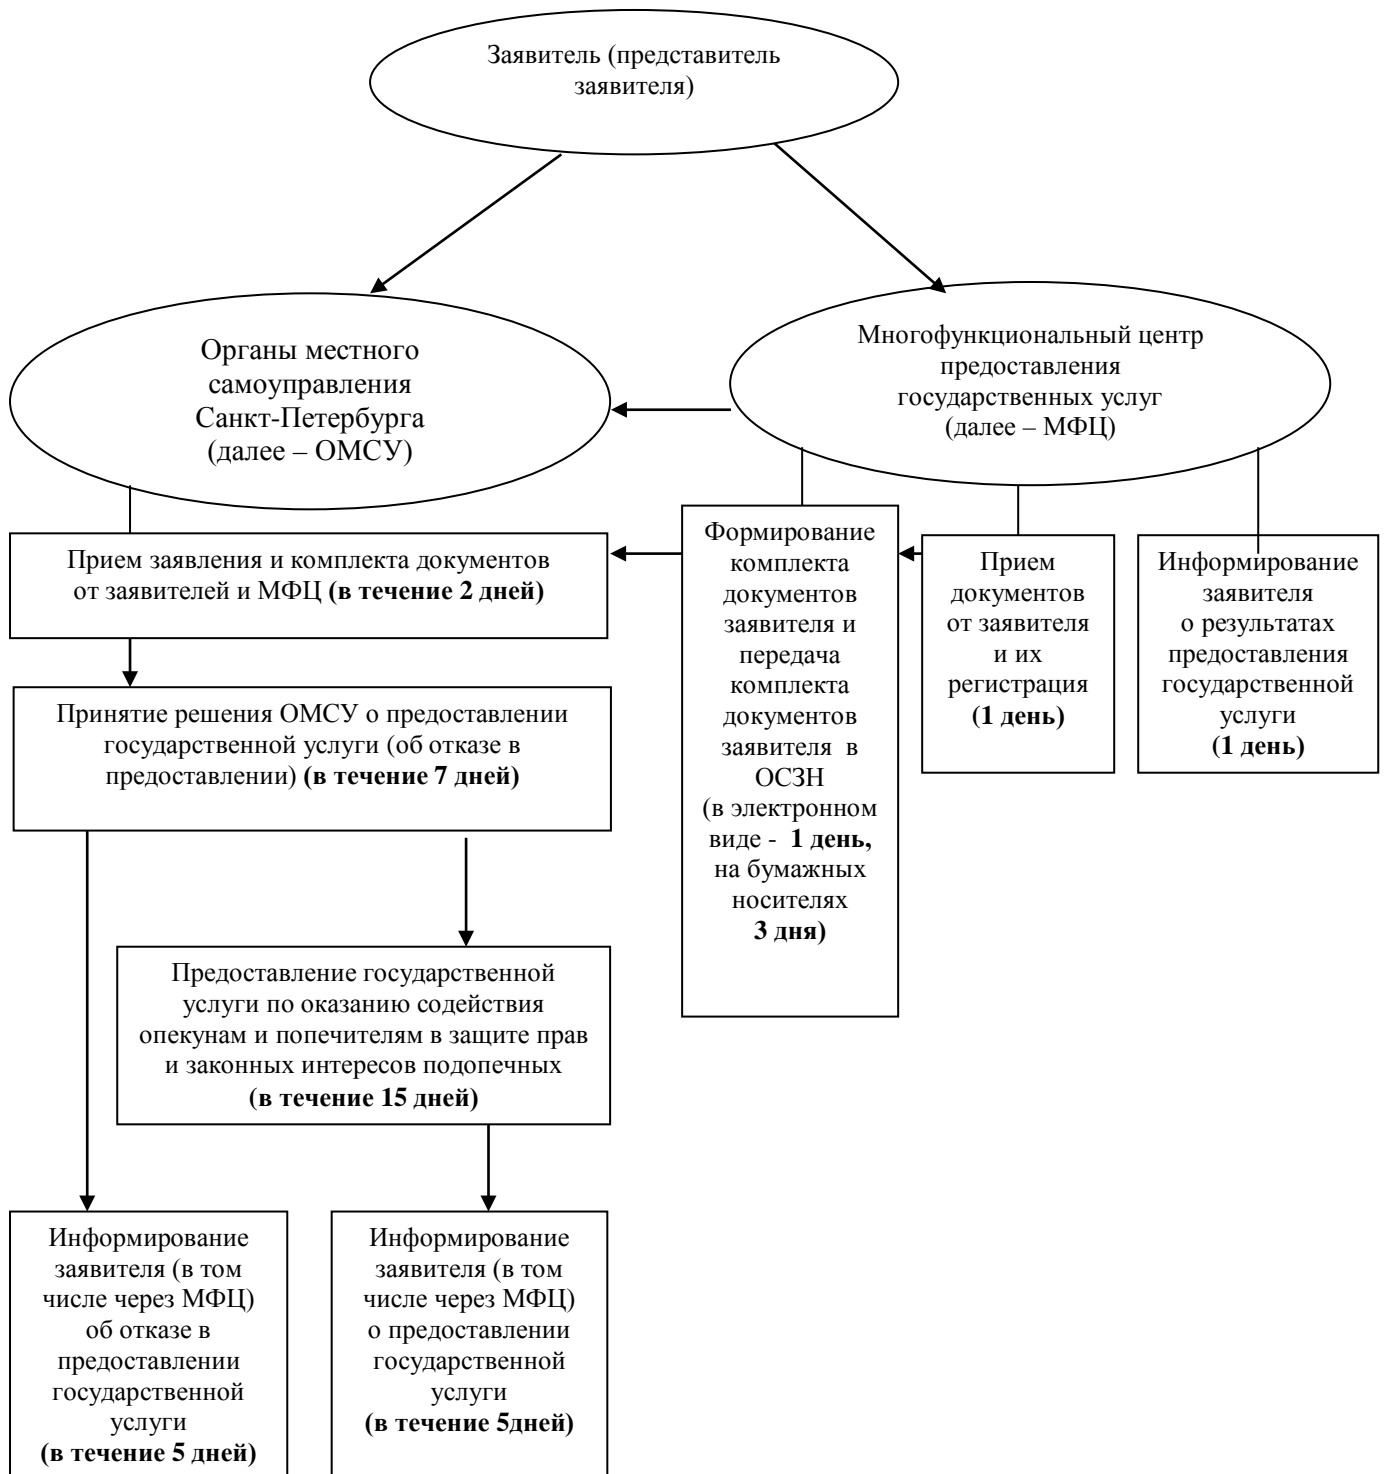 Заявитель (представитель
заявителя)
Органы местного
самоуправления
Санкт-Петербурга
(далее – ОМСУ)
Многофункциональный центр
предоставления
государственных услуг
(далее – МФЦ)
Прием заявления и комплекта документов
от заявителей и МФЦ (в течение 2 дней)
Формирование
комплекта
документов
заявителя и
передача
комплекта
документов
заявителя в
ОСЗН
(в электронном
виде - 1 день,
на бумажных
носителях
3 дня)
Прием
документов
от заявителя
и их
регистрация
(1 день)
Информирование
заявителя
о результатах
предоставления
государственной
услуги
(1 день)
Принятие решения ОМСУ о предоставлении
государственной услуги (об отказе в
предоставлении) (в течение 7 дней)
Предоставление государственной
услуги по оказанию содействия
опекунам и попечителям в защите прав
и законных интересов подопечных
(в течение 15 дней)
Информирование
заявителя (в том
числе через МФЦ)
об отказе в
предоставлении
государственной
услуги
(в течение 5 дней)
Информирование
заявителя (в том
числе через МФЦ)
о предоставлении
государственной
услуги
(в течение 5дней)